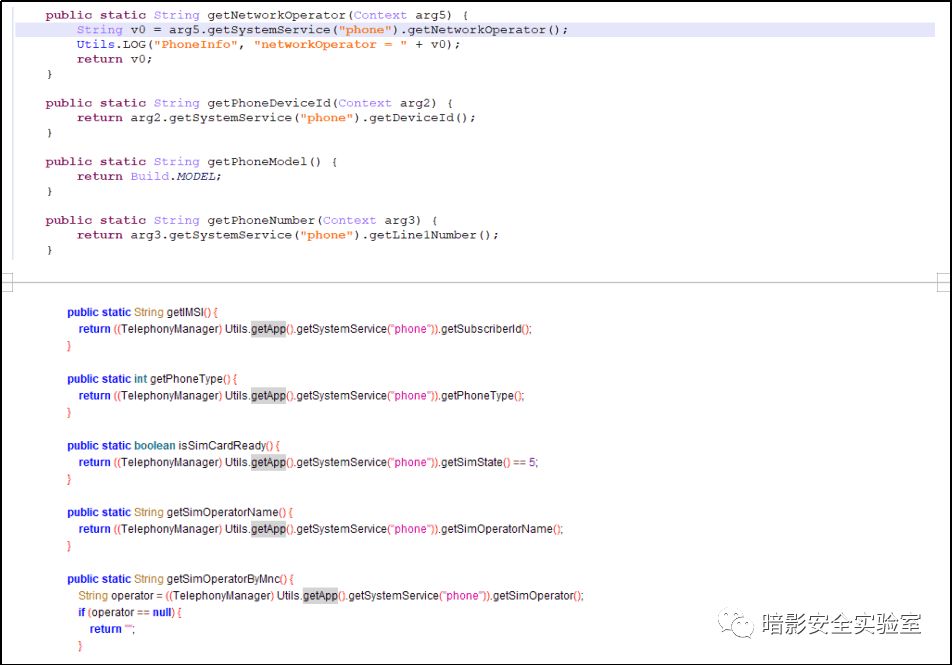 public static String getNetworkOperator(Context arg5) {
String v0 = arg5.getSystemService("phone").getNetworkOperator();
Utils.LOG("PhoneInfo", "networkOperator = " + v0);
return v0;
}
public static String getPhoneDeviceId(Context arg2) {
return arg2.getSystemService("phone").getDeviceId();
}
public static String getPhoneModel() {
return Build.MODEL;
}
public static String getPhoneNumber(Context arg3) {
return arg3.getSystemService("phone").getLine1Number();
}
public static String getIMSI() {
return ((TelephonyManager) Utils.getApp().getSystemService("phone")).getSubscriberId();
}
public static int getPhoneType() {
return ((TelephonyManager) Utils.getApp().getSystemService("phone")).getPhoneType();
}
public static boolean isSimCardReady() {
return ((TelephonyManager) Utils.getApp().getSystemService("phone")).getSimState() == 5;
}
public static String getSimOperatorName() {
return ((TelephonyManager) Utils.getApp().getSystemService("phone")).getSimOperatorName();
}
public static String getSimOperatorByMnc() {
String operator = ((TelephonyManager) Utils.getApp().getSystemService("phone")).getSimOperator();
if (operator == null) {
return "";
}
暗影安全实验室